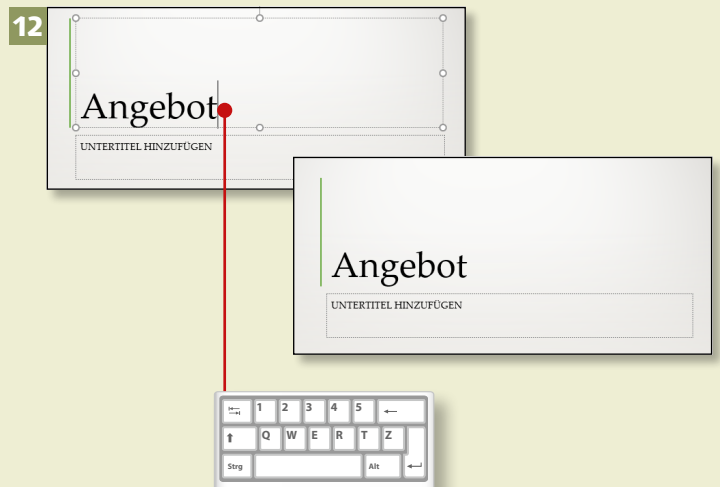 12
Angebot
UNTERTITEL HINZUFÜGEN
Angebot
UNTERTITEL HINZUFÜGEN
1 2 3 4 5
Q W E R T Z
Strg Alt